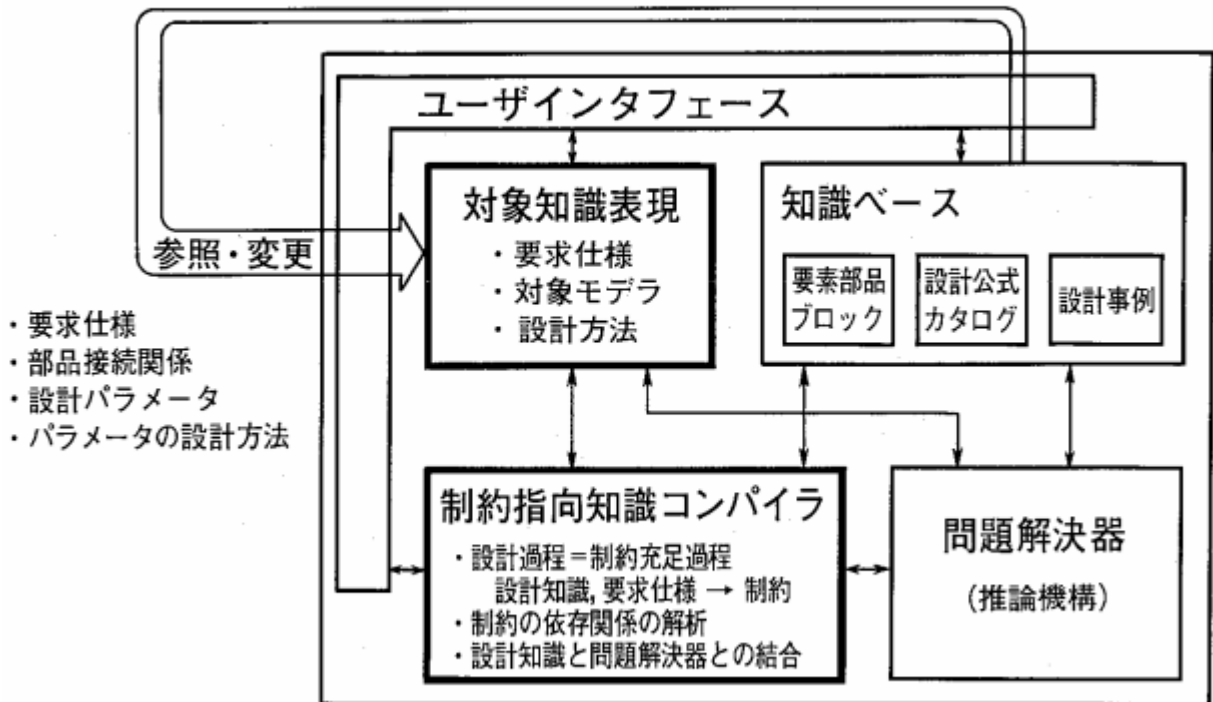 ユーザインタフェース
対象知識表現
・要求仕様
・対象モデラ
・設計方法
知識ベース
要素部品
ブロック
設計公式
カタログ
設計事例
参照・変更
・要求仕様
・部品接続関係
・設計パラメータ
・パラメータの設計方法
制約指向知識コンパイラ
・設計過程=制約充足過程
設計知識, 要求仕様 → 制約
・制約の依存関係の解析
・設計知識と問題解決器との結合
問題解決器
(推論機構)